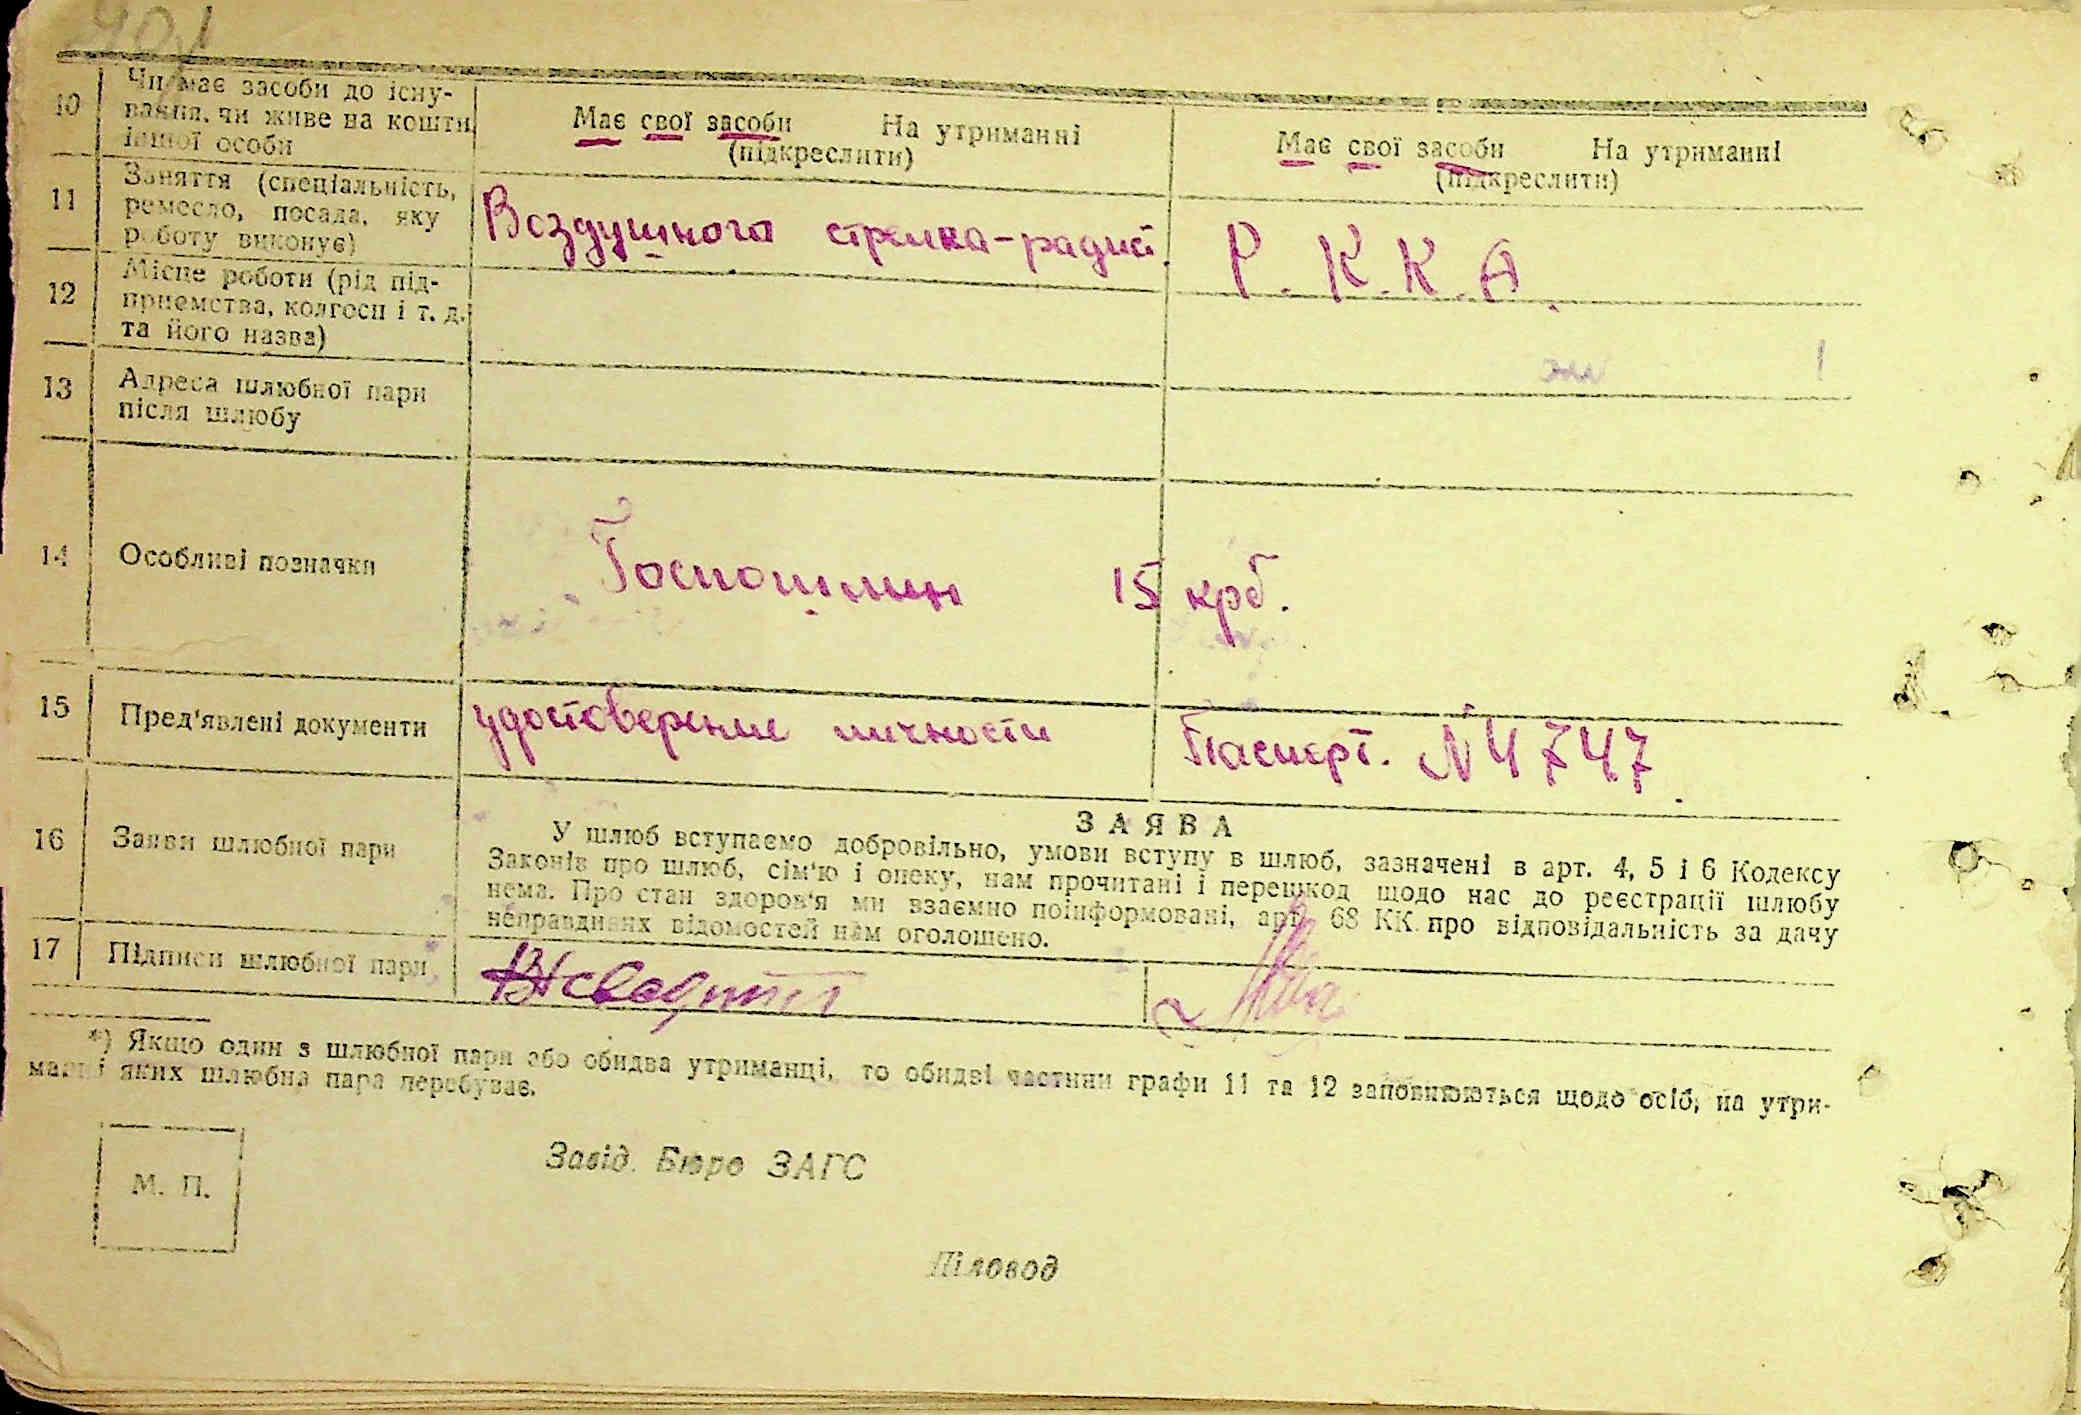 10 Чи має засоби до існу-
вання, чи живе на кошти
іншої особи
Має свої засоби На утриманні
(підкреслити)
Має свої засоби На утриманні
(підкреслити)
11 Заняття (спеціальність,
ремесло, посада, яку
роботу виконує)
Воздушного стрелка-радист.
Р.К.К.А.
12 Місце роботи (рід під-
приємства, колгосп і т. д.
та його назва)
13 Адреса шлюбної пари
після шлюбу
14 Особливі позначки
Госпошлин 15 крб.
15 Пред'явлені документи
удостоверение личности
Паспорт. N 4747
16 Заяви шлюбної пари
ЗАЯВА
У шлюб вступаємо добровільно, умови вступу в шлюб, зазначені в арт. 4, 5 і 6 Кодексу
Законів про шлюб, сім'ю і опеку, нам прочитані і перешкод щодо нас до реєстрації шлюбу
нема. Про стан здоров'я ми взаємно поінформовані, арт. 68 КК про відповідальність за дачу
неправдивих відомостей нам оголошено.
17 Підписи шлюбної пари
*) Якщо один з шлюбної пари або обидва утриманці, то обидві частини графи 11 та 12 заповнюються щодо осіб, на утри-
манні яких шлюбна пара перебуває.
М. П.
Завід. Бюро ЗАГС
Діловод